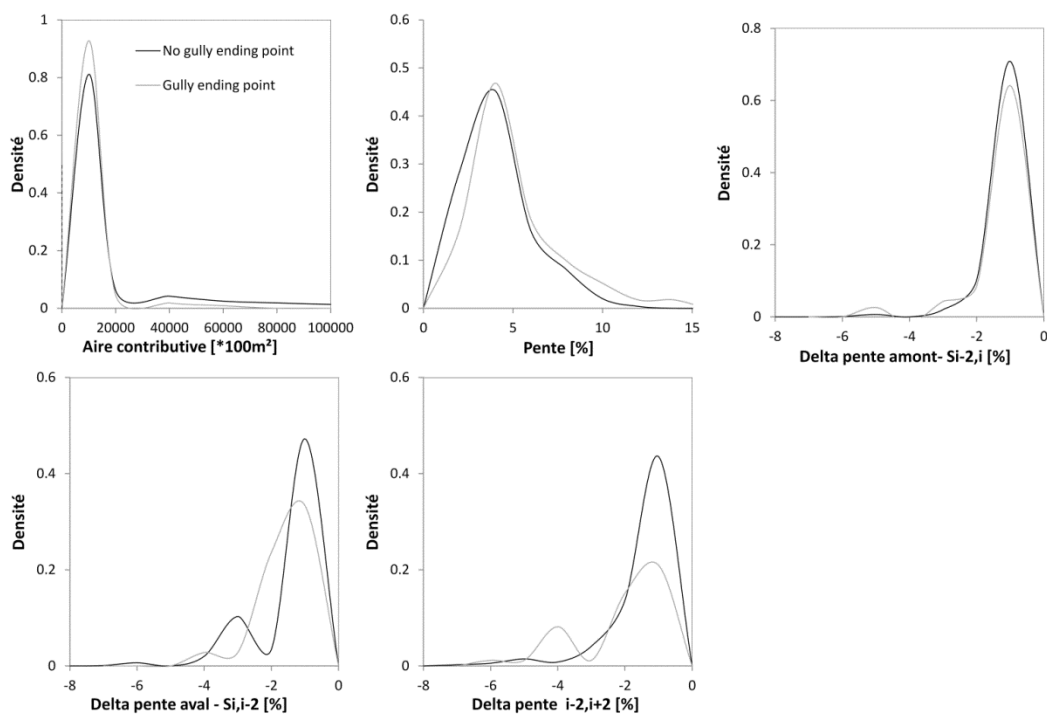 1
0.8
0.6
0.4
0.2
0
Densité
No gully ending point
Gully ending point
0 20000 40000 60000 80000 100000
Aire contributive [*100m²]
0.6
0.5
0.4
0.3
0.2
0.1
0
Densité
0 5 10 15
Pente [%]
0.8
0.6
0.4
0.2
0
Densité
-8 -6 -4 -2 0
Delta pente amont- Si-2,i [%]
0.6
0.4
0.2
0
Densité
-8 -6 -4 -2 0
Delta pente aval - Si,i-2 [%]
0.6
0.4
0.2
0
Densité
-8 -6 -4 -2 0
Delta pente i-2,i+2 [%]